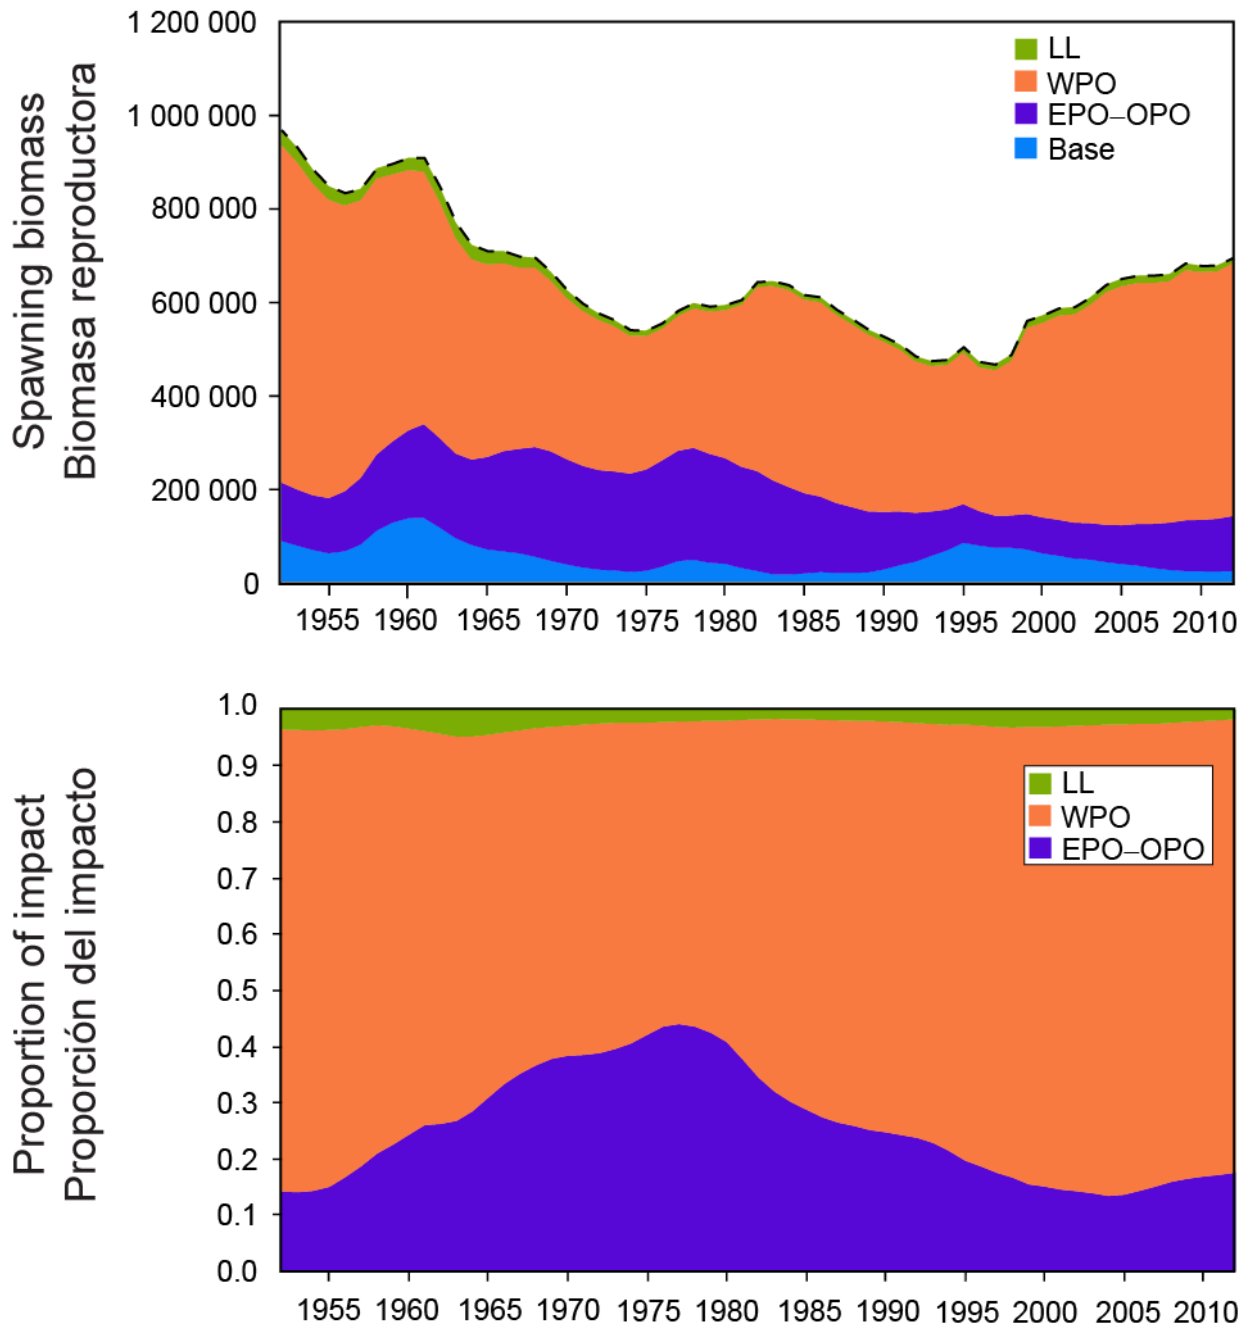 Spawning biomass
Biomasa reproductora
1 200 000
1 000 000
800 000
600 000
400 000
200 000
0
LL
WPO
EPO–OPO
Base
1955 1960 1965 1970 1975 1980 1985 1990 1995 2000 2005 2010
Proportion of impact
Proporción del impacto
1.0
0.9
0.8
0.7
0.6
0.5
0.4
0.3
0.2
0.1
0.0
LL
WPO
EPO–OPO
1955 1960 1965 1970 1975 1980 1985 1990 1995 2000 2005 2010